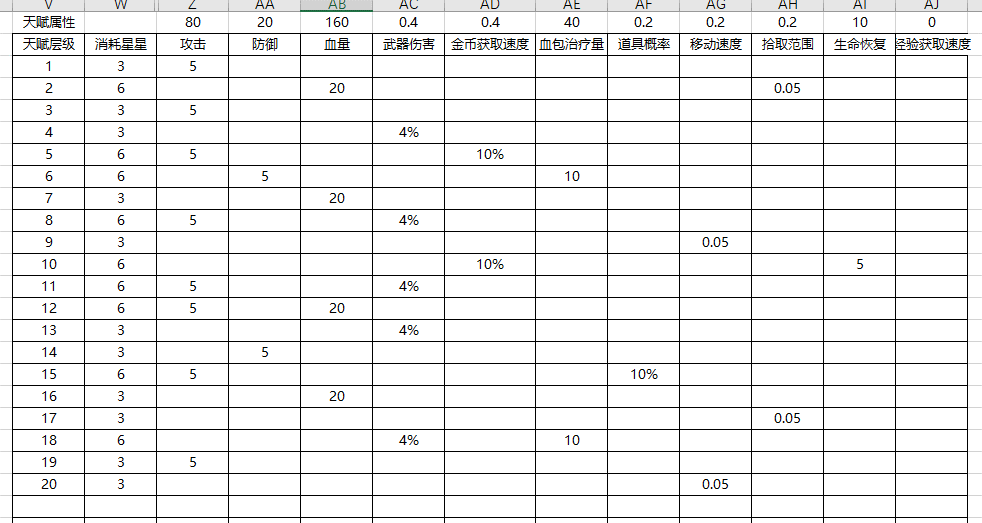 V W Z AA AB AC AD AE AF AG AH AI AJ
天赋属性 80 20 160 0.4 0.4 40 0.2 0.2 0.2 10 0
天赋层级 消耗星星 攻击 防御 血量 武器伤害 金币获取速度 血包治疗量 道具概率 移动速度 拾取范围 生命恢复 经验获取速度
1 3 5
2 6 20 0.05
3 3 5
4 3 4%
5 6 5 10%
6 6 5 10
7 3 20
8 6 5 4%
9 3 0.05
10 6 10% 5
11 6 5 4%
12 6 5 20
13 3 4%
14 3 5
15 6 5 10%
16 3 20
17 3 0.05
18 6 4% 10
19 3 5
20 3 0.05